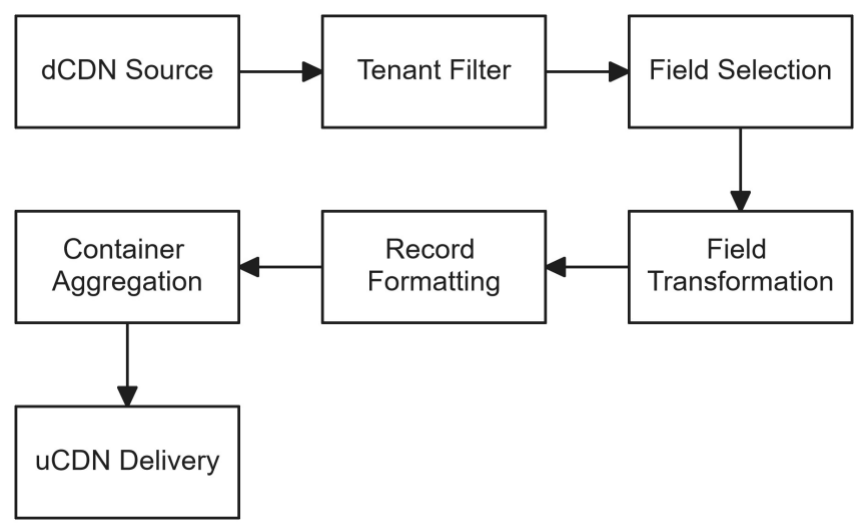 dCDN Source
Tenant Filter
Field Selection
Field
Transformation
Record
Formatting
Container
Aggregation
uCDN Delivery